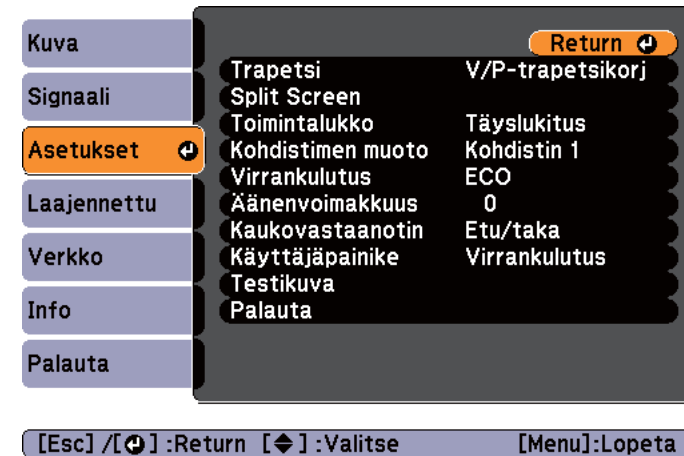 Kuva
Signaali
Asetukset
Laajennettu
Verkko
Info
Palauta
Return
Trapetsi V/P-trapetsikorj
Split Screen
Toimintalukko Täyslukitus
Kohdistimen muoto Kohdistin 1
Virrankulutus ECO
Äänenvoimakkuus 0
Kaukovastaanotin Etu/taka
Käyttäjäpainike Virrankulutus
Testikuva
Palauta
[Esc] /[⏎] :Return [◆] :Valitse [Menu]:Lopeta